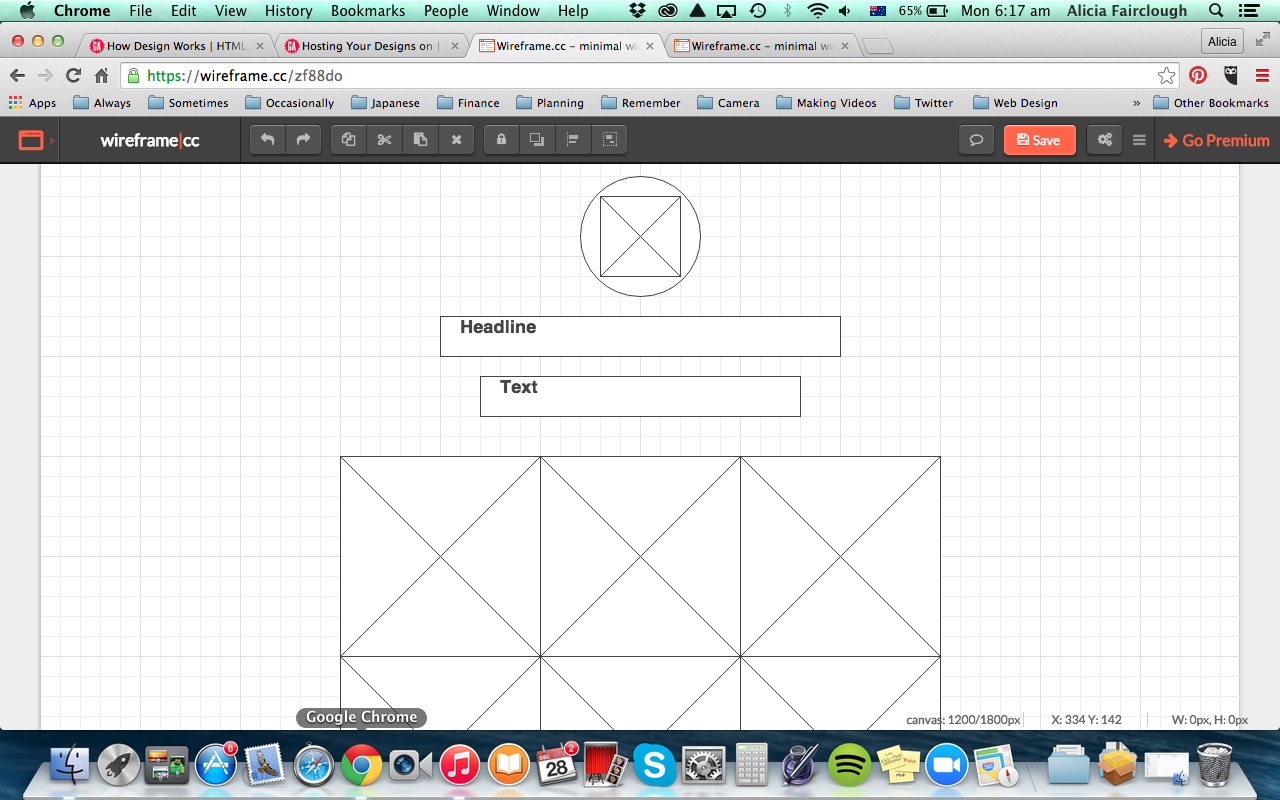 Chrome File Edit View History Bookmarks People Window Help 65% Mon 6:17 am Alicia Fairclough
How Design Works | HTML, Hosting Your Designs on | Wireframe.cc – minimal wi Wireframe.cc – minimal wi Alicia
https://wireframe.cc/zf88do
Apps Always Sometimes Occasionally Japanese Finance Planning Remember Camera Making Videos Twitter Web Design » Other Bookmarks
wireframe|cc Save Go Premium
Headline
Text
Google Chrome
canvas: 1200/1800px X: 334 Y: 142 W: 0px, H: 0px
6
DEC
28
2